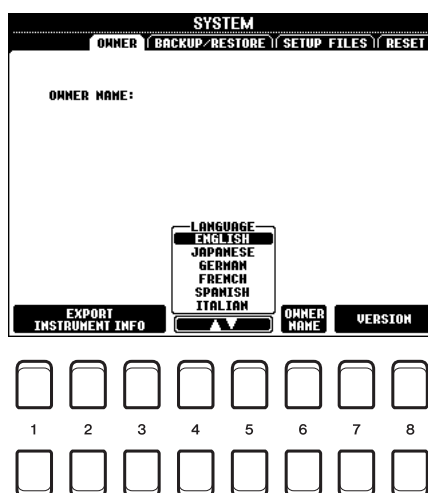 SYSTEM
OWNER BACKUP/RESTORE SETUP FILES RESET
OWNER NAME:
LANGUAGE
ENGLISH
JAPANESE
GERMAN
FRENCH
SPANISH
ITALIAN
EXPORT
INSTRUMENT INFO
OWNER
NAME
VERSION
1 2 3 4 5 6 7 8